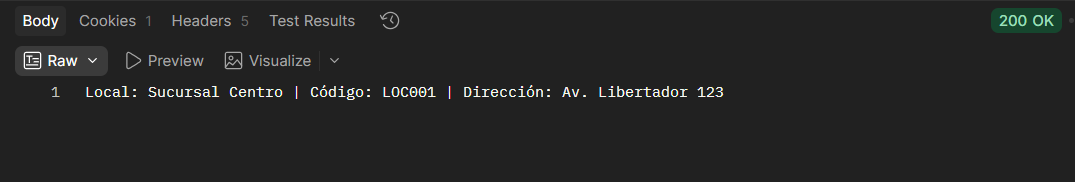 Body Cookies 1 Headers 5 Test Results 200 OK
Raw Preview Visualize
1 Local: Sucursal Centro | Código: LOC001 | Dirección: Av. Libertador 123